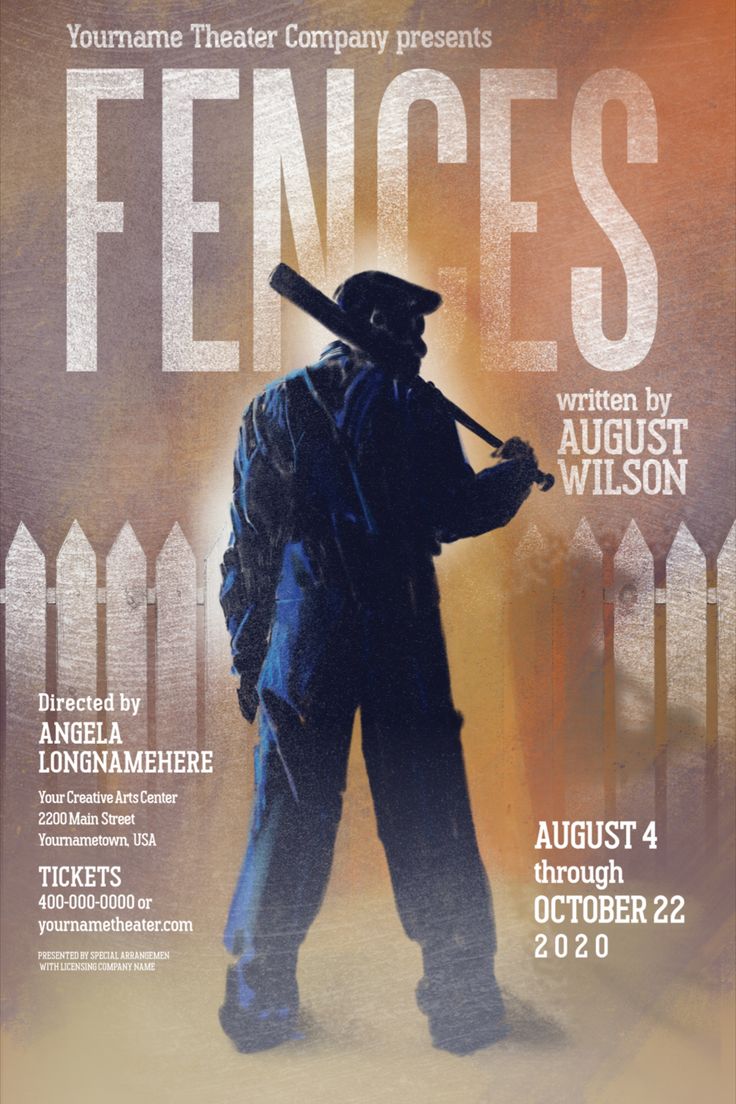 Yourname Theater Company presents
FENCES
written by
AUGUST
WILSON
Directed by
ANGELA
LONGNAMEHERE
Your Creative Arts Center
2200 Main Street
Yournametown, USA
TICKETS
400-000-0000 or
yournametheater.com
PRESENTED BY SPECIAL ARRANGEMEN
WITH LICENSING COMPANY NAME
AUGUST 4
through
OCTOBER 22
2020